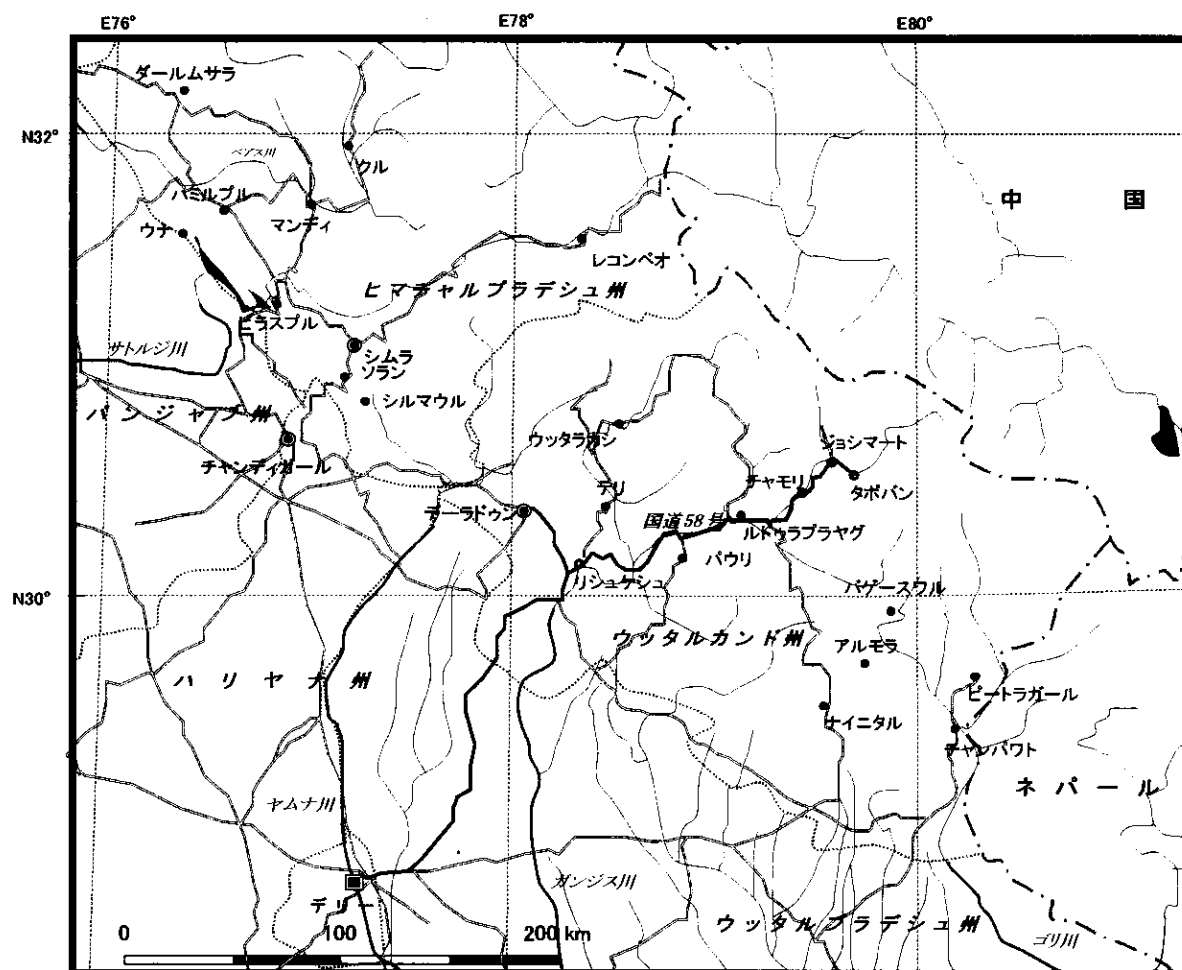 E76°
E78°
E80°
ダールムサラ
N32°
ベアス川
クル
ハミルプル
中国
ウナ
マンディ
レコンペオ
ヒマチャルプラデシュ州
ビラスプル
サトルジ川
シムラ
ソラン
シルマウル
パンジャブ州
ウッタラカシ
ジョシマート
チャンディガール
テリ
チャモリ
タポバン
デーラドゥン
国道58号
ルドゥラプラヤグ
パウリ
リシュケシュ
バゲースワル
N30°
ウッタルカンド州
アルモラ
ハリヤナ州
ピートラガール
ナイニタル
チャンパワト
ネパール
ヤムナ川
ガンジス川
デリー
ウッタルプラデシュ州
ゴリ川
0
100
200 km